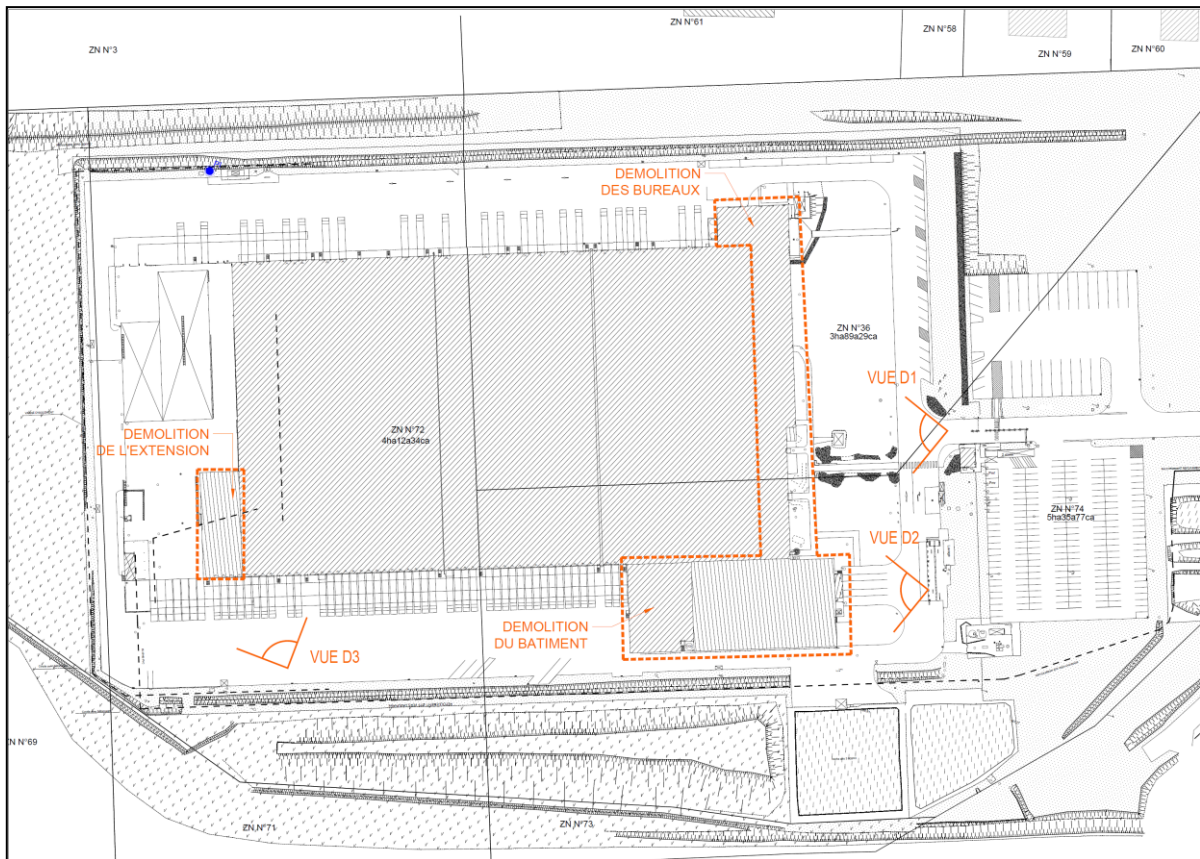 ZN N°3
ZN N°61
ZN N°58
ZN N°59
ZN N°60
DEMOLITION
DES BUREAUX
ZN N°36
3ha89a29ca
VUE D1
ZN N°72
4ha12a34ca
DEMOLITION
DE L'EXTENSION
ZN N°74
5ha35a77ca
VUE D2
DEMOLITION
DU BATIMENT
VUE D3
ZN N°69
ZN N°71
ZN N°73